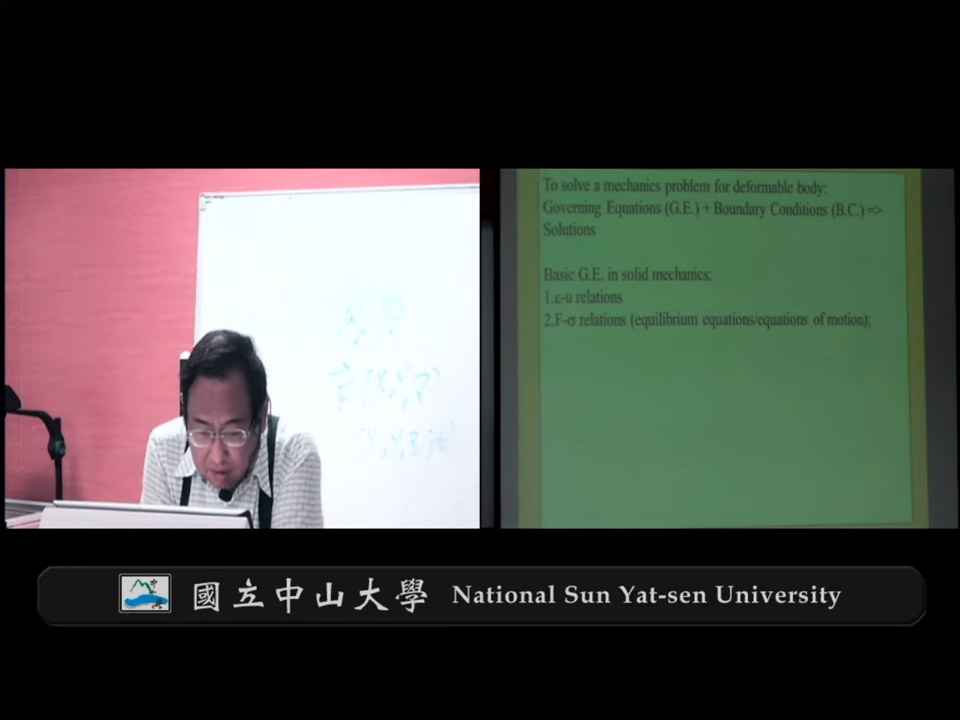 To solve a mechanics problem for deformable body:
Governing Equations (G.E.) + Boundary Conditions (B.C.) =>
Solutions
Basic G.E. in solid mechanics:
1.ε-u relations
2.F-σ relations (equilibrium equations/equations of motion);
國立中山大學 National Sun Yat-sen University